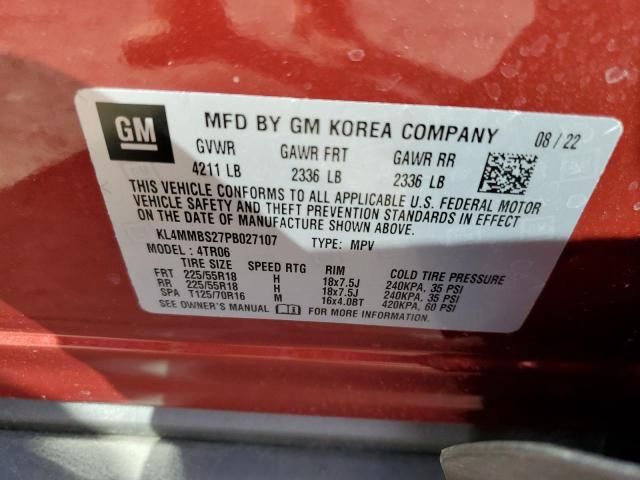 GM
MFD BY GM KOREA COMPANY
08 / 22
GVWR GAWR FRT GAWR RR
4211 LB 2336 LB 2336 LB
THIS VEHICLE CONFORMS TO ALL APPLICABLE U.S. FEDERAL MOTOR
VEHICLE SAFETY AND THEFT PREVENTION STANDARDS IN EFFECT
ON THE DATE OF MANUFACTURE SHOWN ABOVE.
KL4MMBS27PB027107 TYPE: MPV
MODEL : 4TR06
TIRE SIZE SPEED RTG RIM COLD TIRE PRESSURE
FRT 225/55R18 H 18x7.5J 240KPA, 35 PSI
RR 225/55R18 H 18x7.5J 240KPA, 35 PSI
SPA T125/70R16 M 16x4.0BT 420KPA, 60 PSI
SEE OWNER'S MANUAL FOR MORE INFORMATION